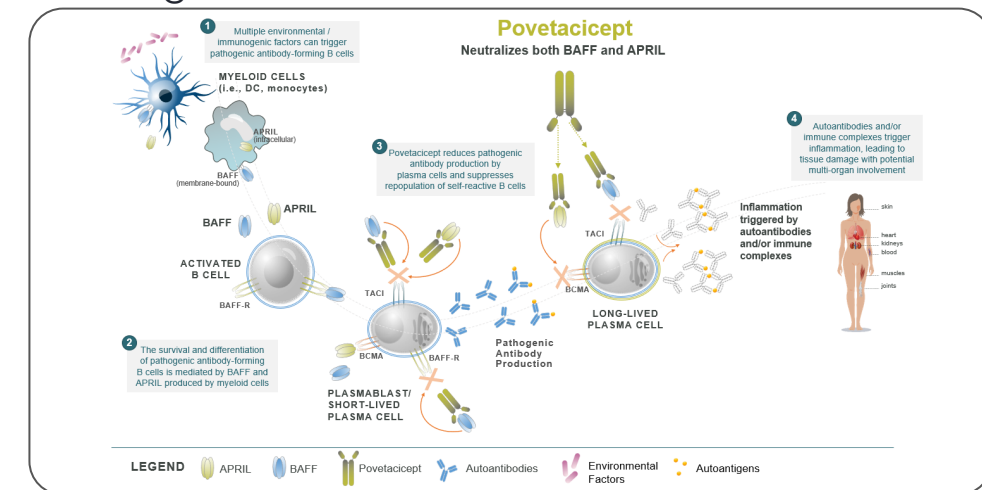 Povetacicept
Neutralizes both BAFF and APRIL
1
Multiple environmental /
immunogenic factors can trigger
pathogenic antibody-forming B cells
MYELOID CELLS
(i.e., DC, monocytes)
APRIL
(intracellular)
BAFF
(membrane-bound)
BAFF
APRIL
ACTIVATED
B CELL
BAFF-R
2
The survival and differentiation
of pathogenic antibody-forming
B cells is mediated by BAFF and
APRIL produced by myeloid cells
3
Povetacicept reduces pathogenic
antibody production by
plasma cells and suppresses
repopulation of self-reactive B cells
TACI
BCMA
BAFF-R
PLASMABLAST/
SHORT-LIVED
PLASMA CELL
Pathogenic
Antibody
Production
TACI
BCMA
LONG-LIVED
PLASMA CELL
Inflammation
triggered by
autoantibodies
and/or immune
complexes
4
Autoantibodies and/or
immune complexes trigger
inflammation, leading to
tissue damage with potential
multi-organ involvement
skin
heart
kidneys
blood
muscles
joints
LEGEND
APRIL
BAFF
Povetacicept
Autoantibodies
Environmental
Factors
Autoantigens